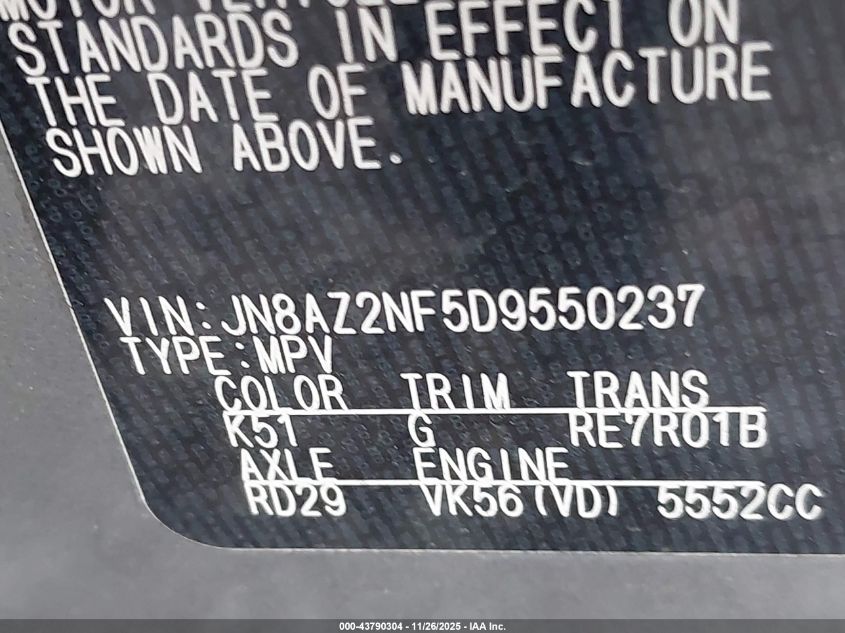 MOTOR
STANDARDS IN EFFECT ON
THE DATE OF MANUFACTURE
SHOWN ABOVE.
VIN:JN8AZ2NF5D9550237
TYPE:MPV
COLOR TRIM TRANS
K51 G RE7R01B
AXLE ENGINE
RD29 VK56(VD) 5552CC
000-43790304 - 11/26/2025 - IAA Inc.